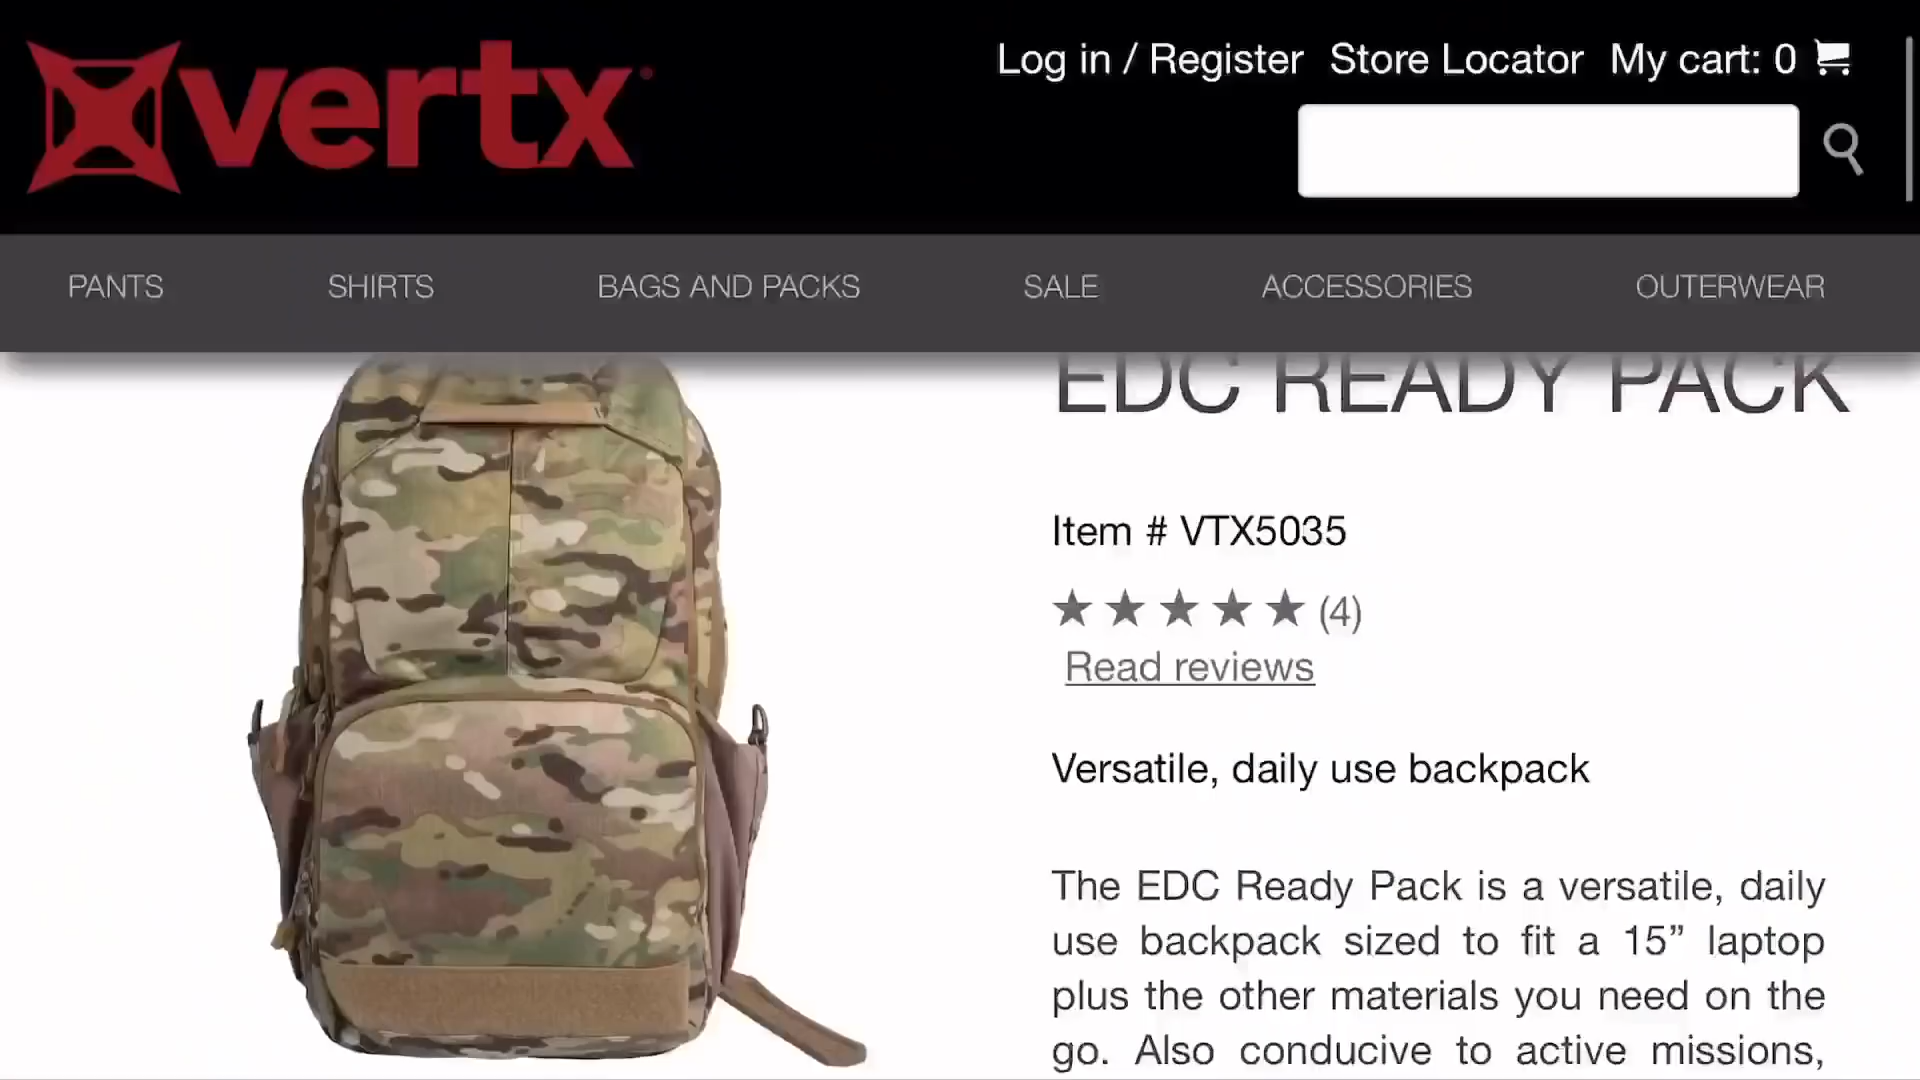 vertx
Log in / Register Store Locator My cart: 0
PANTS SHIRTS BAGS AND PACKS SALE ACCESSORIES OUTERWEAR
EDC READY PACK
Item # VTX5035
★ ★ ★ ★ ★ (4)
Read reviews
Versatile, daily use backpack
The EDC Ready Pack is a versatile, daily
use backpack sized to fit a 15” laptop
plus the other materials you need on the
go. Also conducive to active missions,